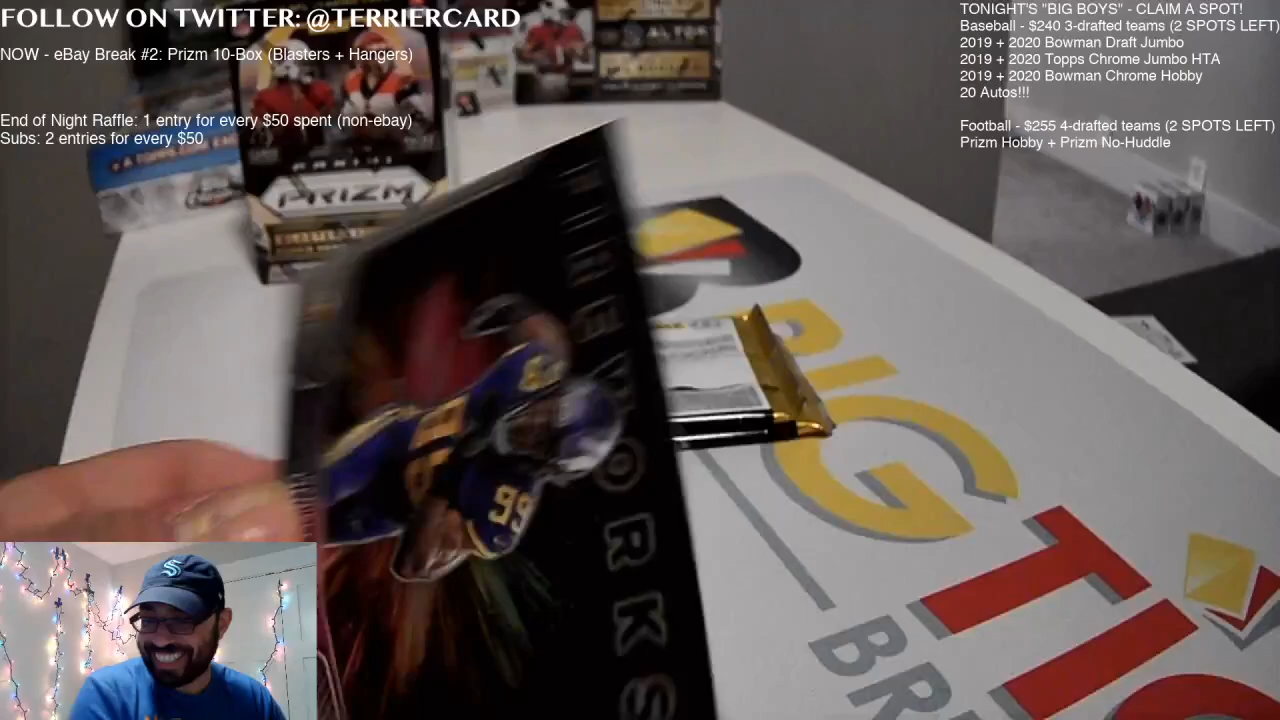 FOLLOW ON TWITTER: @TERRIERCARD
NOW - eBay Break #2: Prizm 10-Box (Blasters + Hangers)
End of Night Raffle: 1 entry for every $50 spent (non-ebay)
Subs: 2 entries for every $50
TONIGHT'S "BIG BOYS" - CLAIM A SPOT!
Baseball - $240 3-drafted teams (2 SPOTS LEFT)
2019 + 2020 Bowman Draft Jumbo
2019 + 2020 Topps Chrome Jumbo HTA
2019 + 2020 Bowman Chrome Hobby
20 Autos!!!
Football - $255 4-drafted teams (2 SPOTS LEFT)
Prizm Hobby + Prizm No-Huddle
PANINI
PRIZM
FIREWORKS
99
BIG
BRE
S